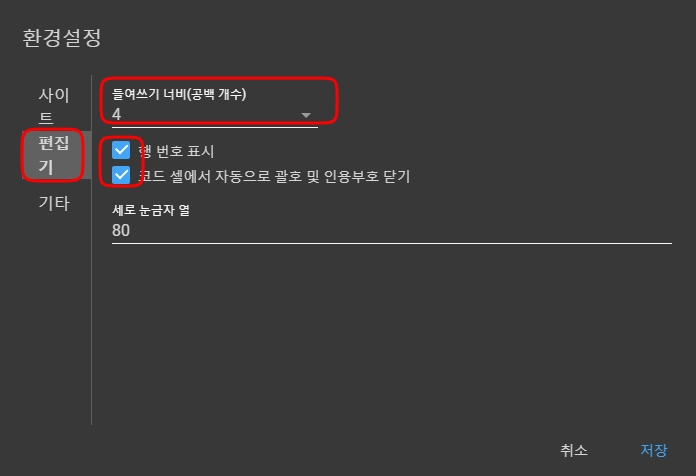 환경설정
사이
트
편집
기
기타
들여쓰기 너비(공백 개수)
4
행 번호 표시
코드 셀에서 자동으로 괄호 및 인용부호 닫기
세로 눈금자 열
80
취소
저장